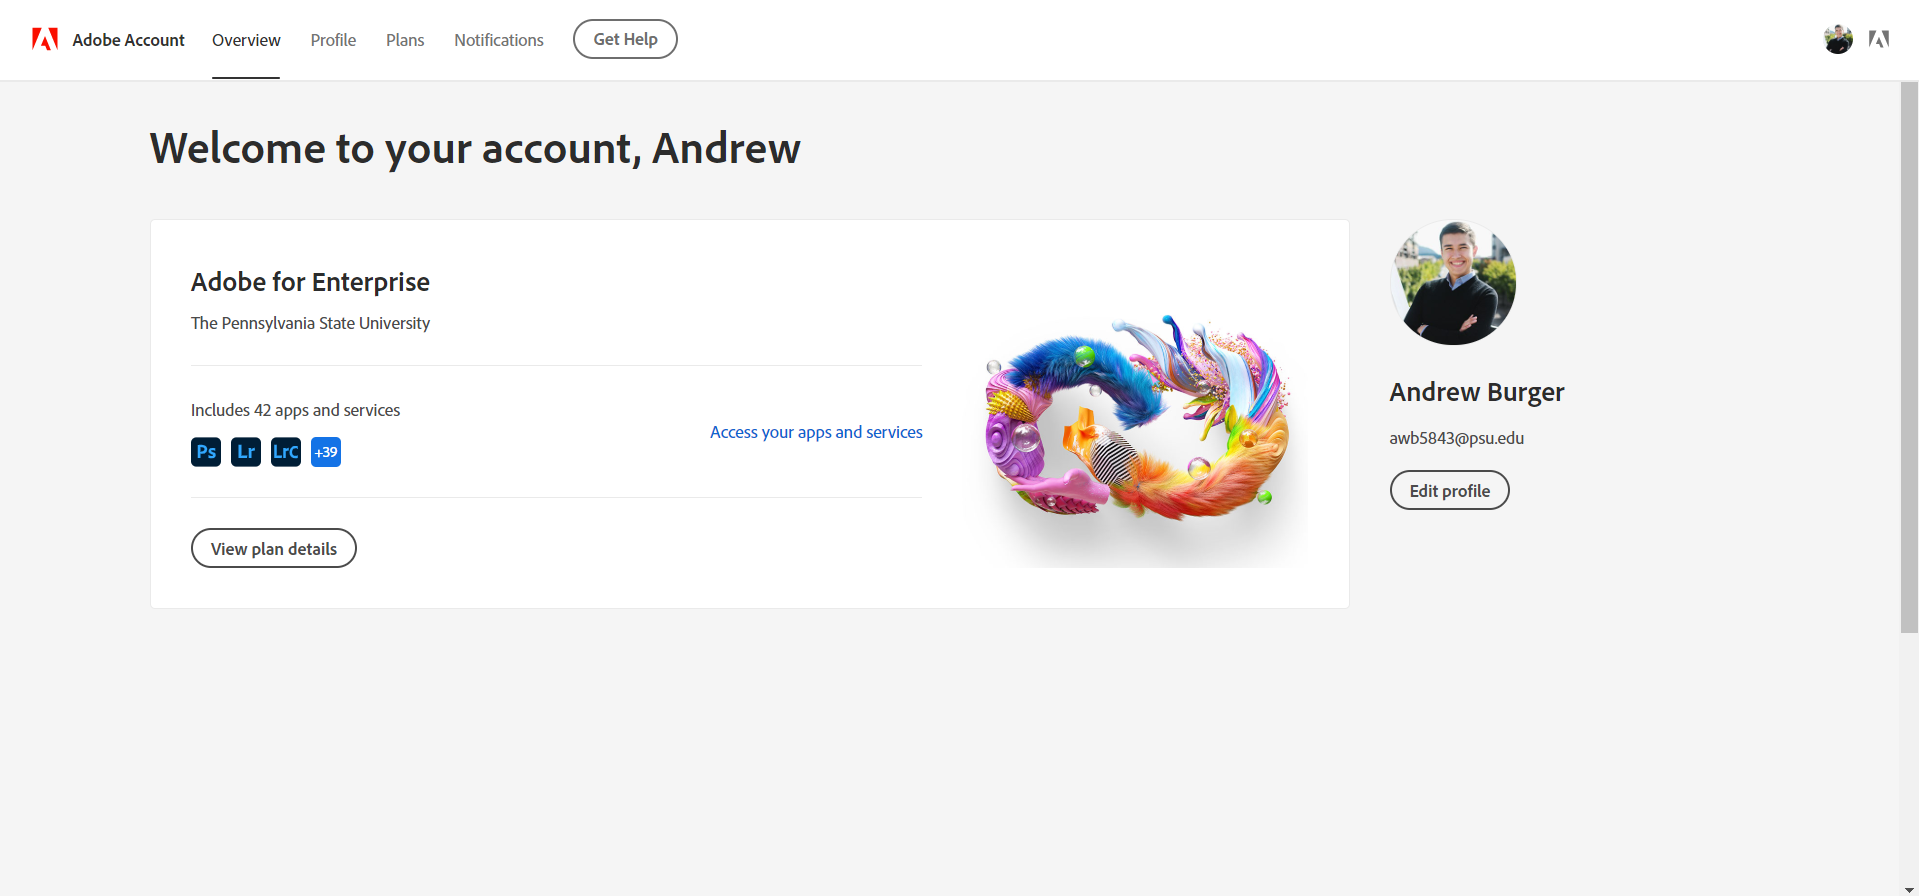 Adobe Account Overview Profile Plans Notifications Get Help
Welcome to your account, Andrew
Adobe for Enterprise
The Pennsylvania State University
Includes 42 apps and services
Ps Lr LrC +39
Access your apps and services
View plan details
Andrew Burger
awb5843@psu.edu
Edit profile